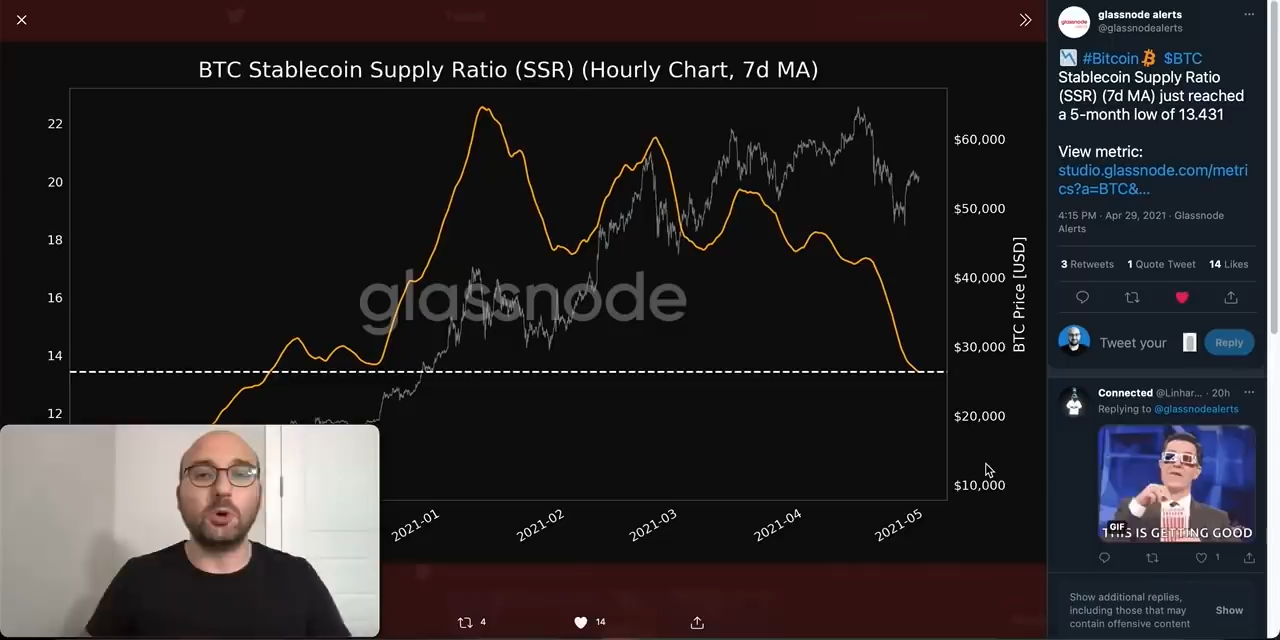 BTC Stablecoin Supply Ratio (SSR) (Hourly Chart, 7d MA)
22
20
18
16
14
12
glassnode
$60,000
$50,000
$40,000
$30,000
$20,000
$10,000
BTC Price [USD]
2021-01
2021-02
2021-03
2021-04
2021-05
4
14
glassnode alerts
@glassnodealerts
#Bitcoin $BTC
Stablecoin Supply Ratio
(SSR) (7d MA) just reached
a 5-month low of 13.431
View metric:
studio.glassnode.com/metri
cs?a=BTC&...
4:15 PM · Apr 29, 2021 · Glassnode
Alerts
3 Retweets 1 Quote Tweet 14 Likes
Tweet your
Reply
Connected @Linhar... · 20h
Replying to @glassnodealerts
GIF
THIS IS GETTING GOOD
1
Show additional replies,
including those that may
contain offensive content
Show